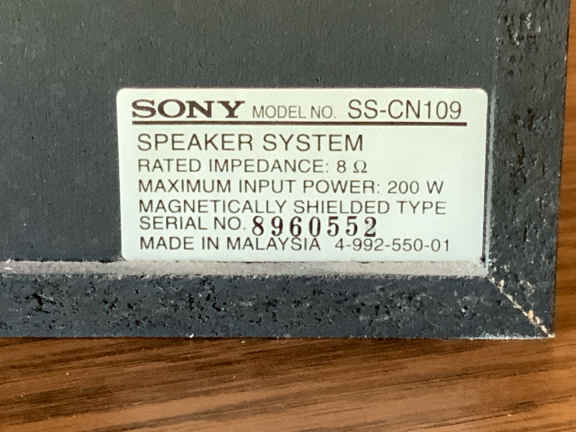 SONY MODEL NO. SS-CN109
SPEAKER SYSTEM
RATED IMPEDANCE: 8 Ω
MAXIMUM INPUT POWER: 200 W
MAGNETICALLY SHIELDED TYPE
SERIAL NO. 8960552
MADE IN MALAYSIA 4-992-550-01